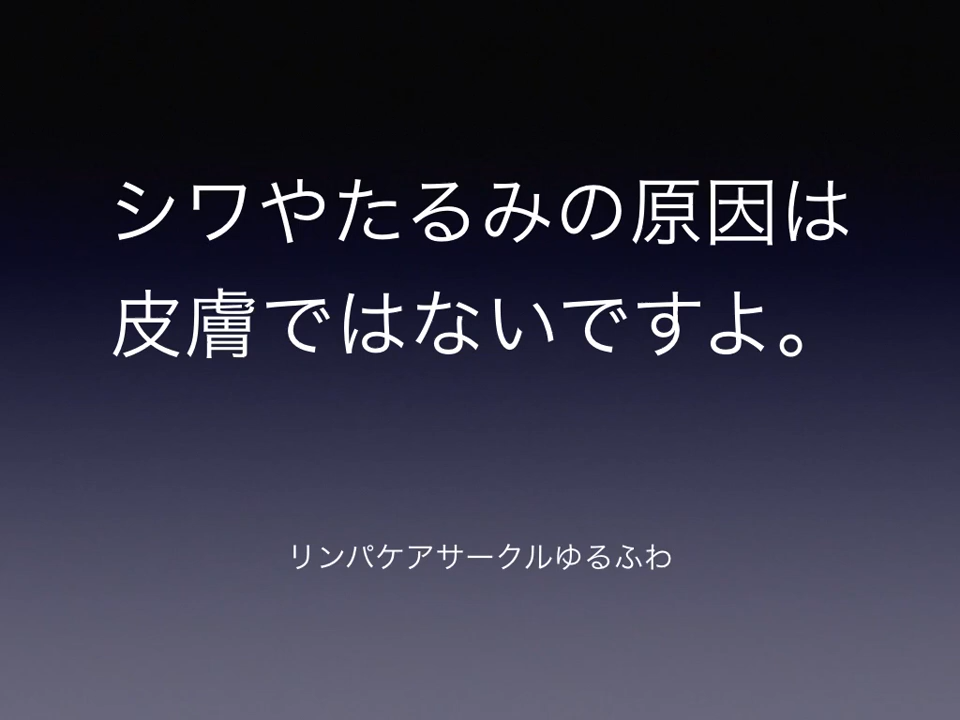 シワやたるみの原因は
皮膚ではないですよ。
リンパケアサークルゆるふわ